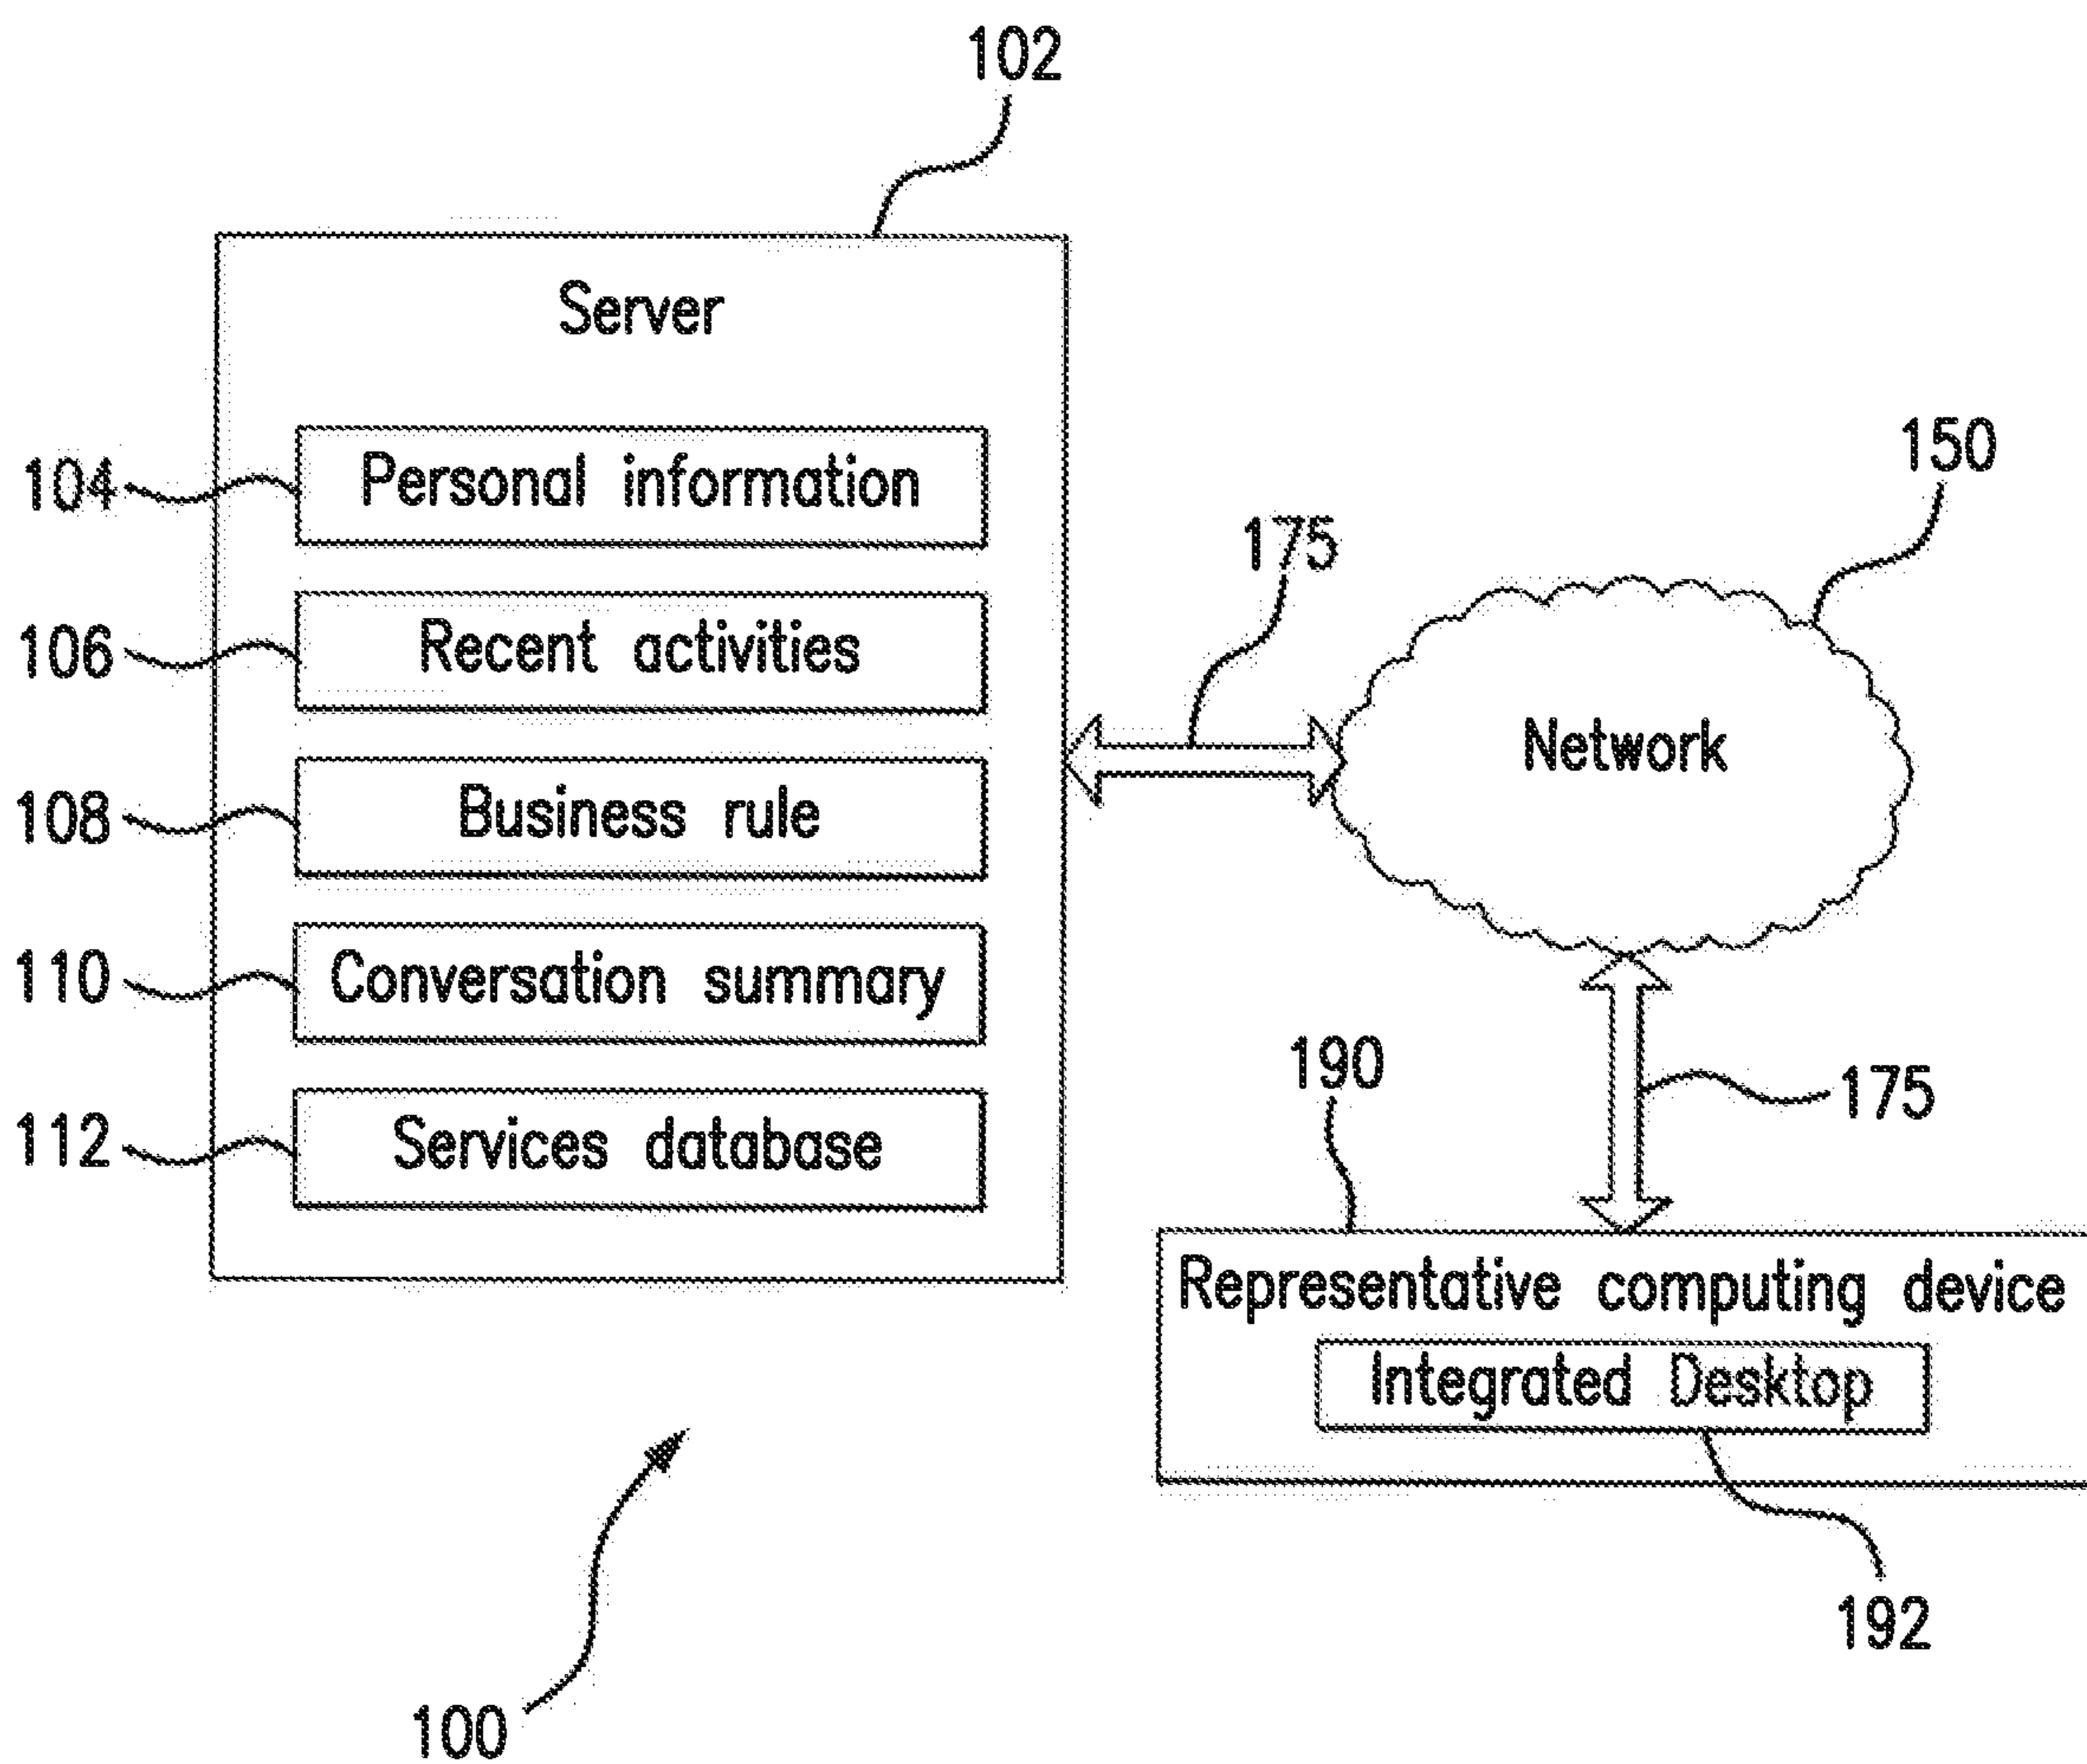 102
Server
104
Personal information
106
Recent activities
108
Business rule
110
Conversation summary
112
Services database
175
150
Network
175
190
Representative computing device
Integrated Desktop
192
100